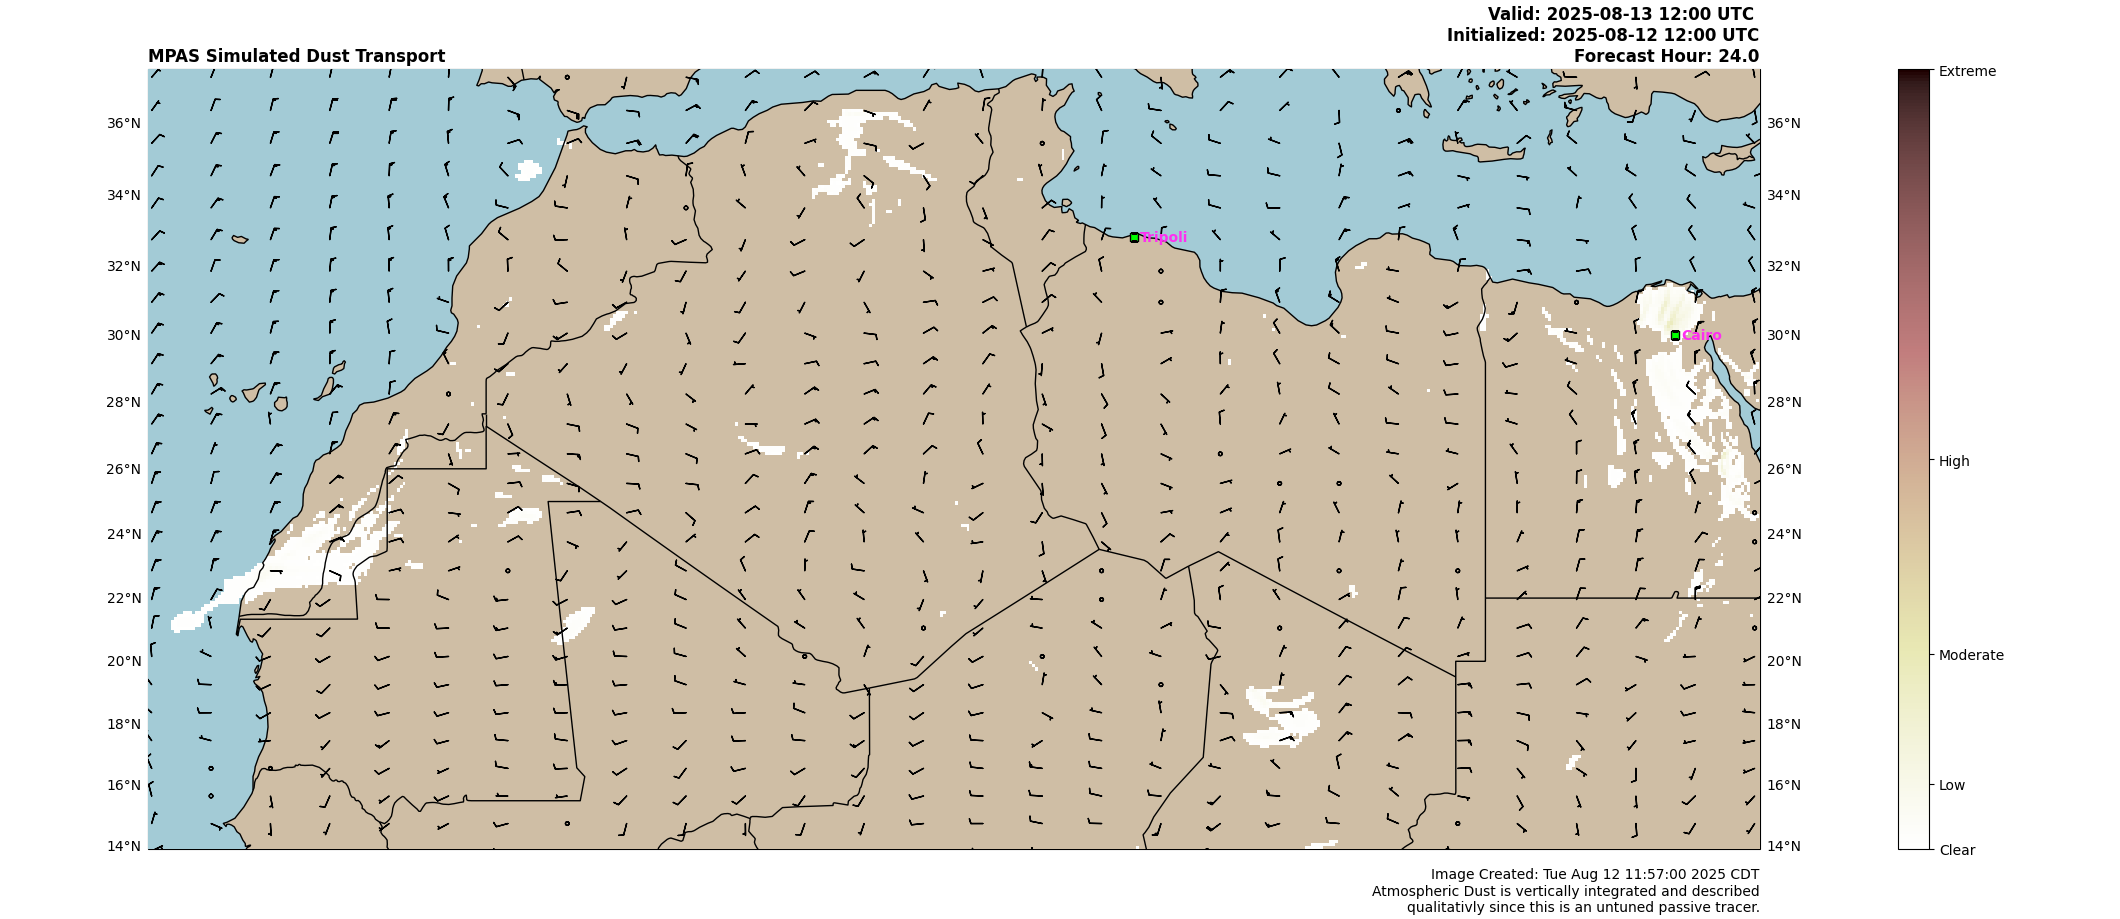 Valid: 2025-08-13 12:00 UTC
Initialized: 2025-08-12 12:00 UTC
MPAS Simulated Dust Transport
Forecast Hour: 24.0
Extreme
36°N
36°N
34°N
34°N
Tripoli
32°N
32°N
30°N
Cairo
30°N
28°N
28°N
26°N
26°N
High
24°N
24°N
22°N
22°N
20°N
20°N
Moderate
18°N
18°N
16°N
16°N
Low
14°N
14°N
Clear
Image Created: Tue Aug 12 11:57:00 2025 CDT
Atmospheric Dust is vertically integrated and described
qualitativly since this is an untuned passive tracer.